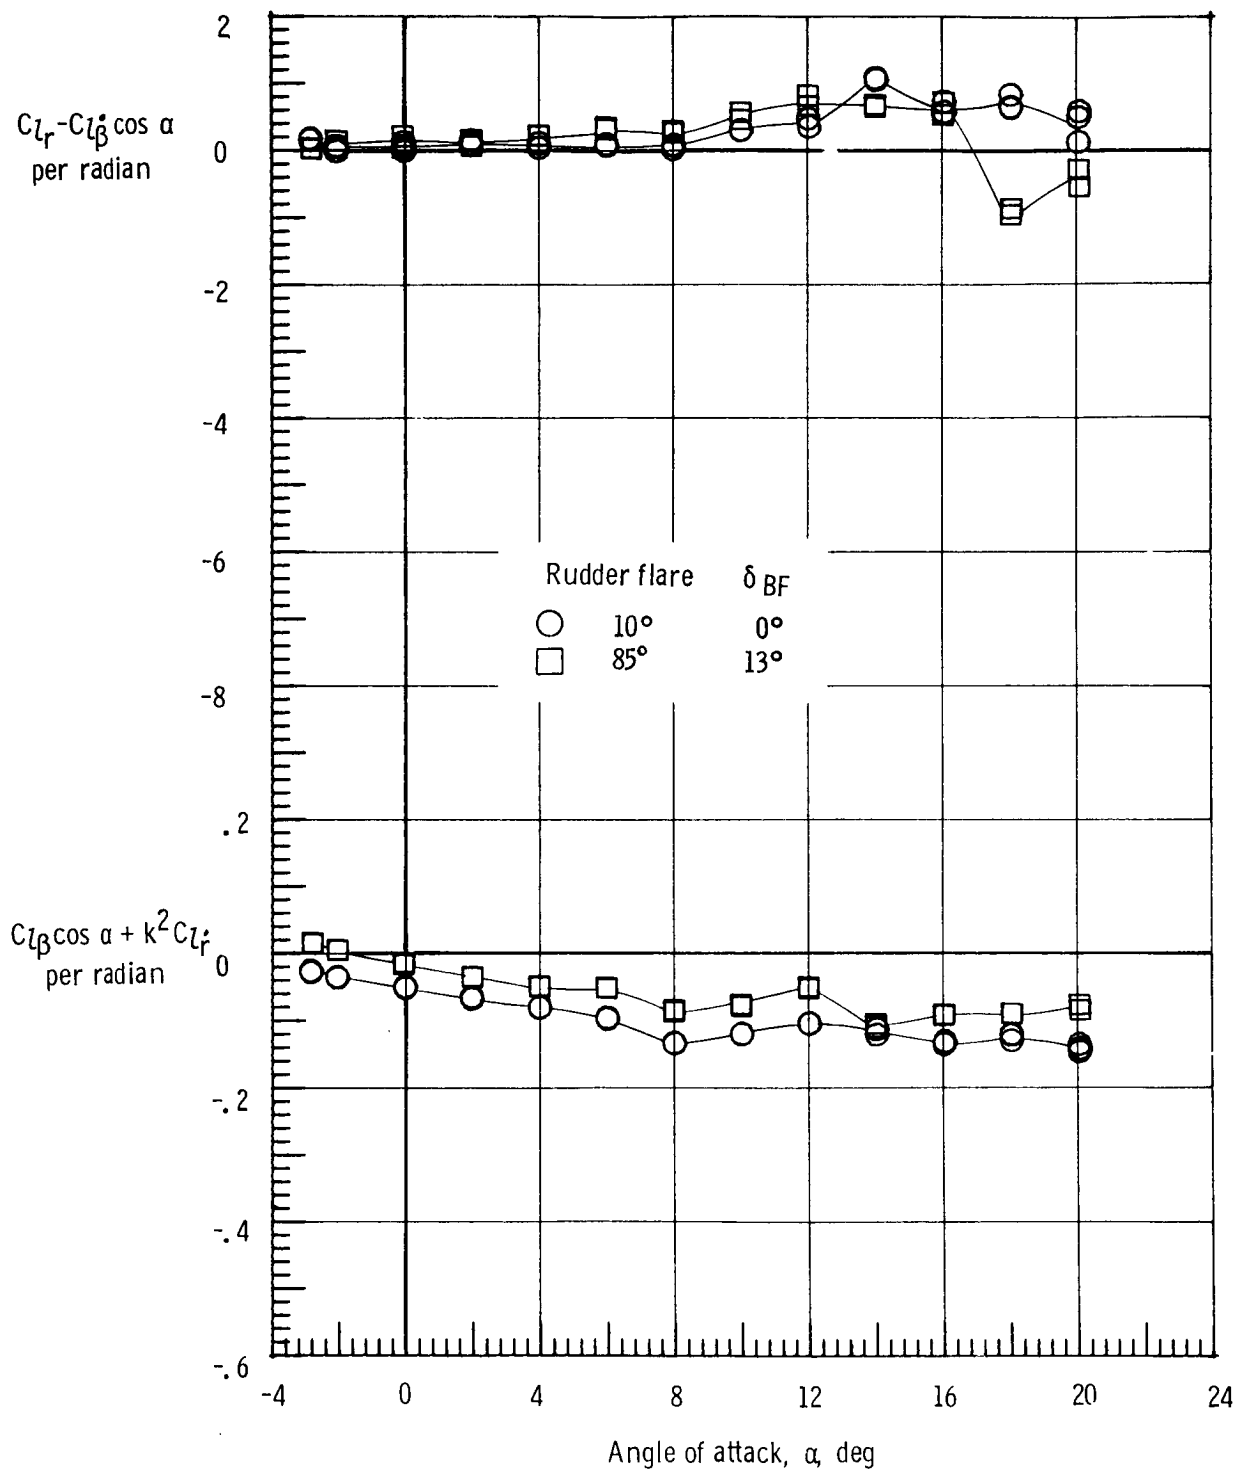 2
C𝑙r-C𝑙β̇ cos α
per radian
0
-2
-4
-6
-8
Rudder flare δBF
10° 0°
85° 13°
.2
C𝑙β cos α + k² C𝑙ṙ
per radian
0
-.2
-.4
-.6
-4 0 4 8 12 16 20 24
Angle of attack, α, deg